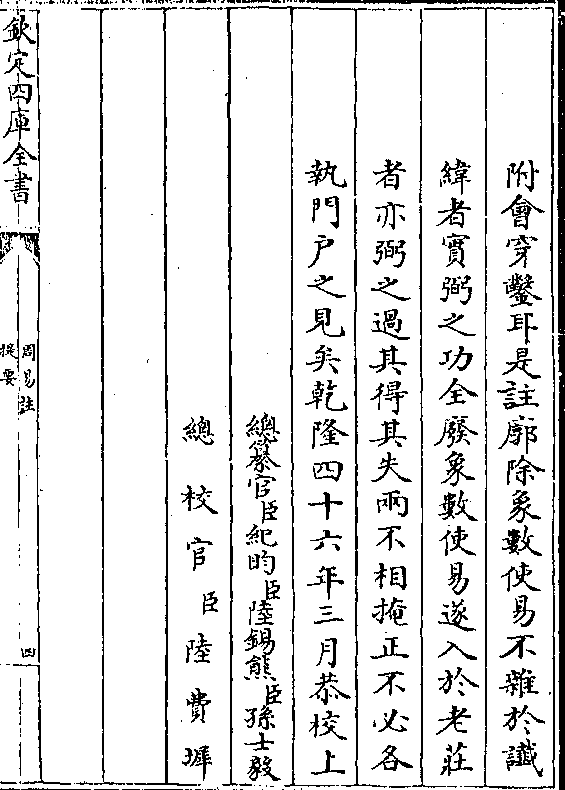 附會穿鑿耳是註廓除象數使易不雜於讖
緯者實弼之功全廢象數使易遂入於老莊
者亦弼之過其得其失兩不相掩正不必各
執門戶之見矣乾隆四十六年三月恭校上
總纂官臣紀昀臣陸錫熊臣孫士毅
總校官臣陸費墀
欽定四庫全書
周易註
提要
四